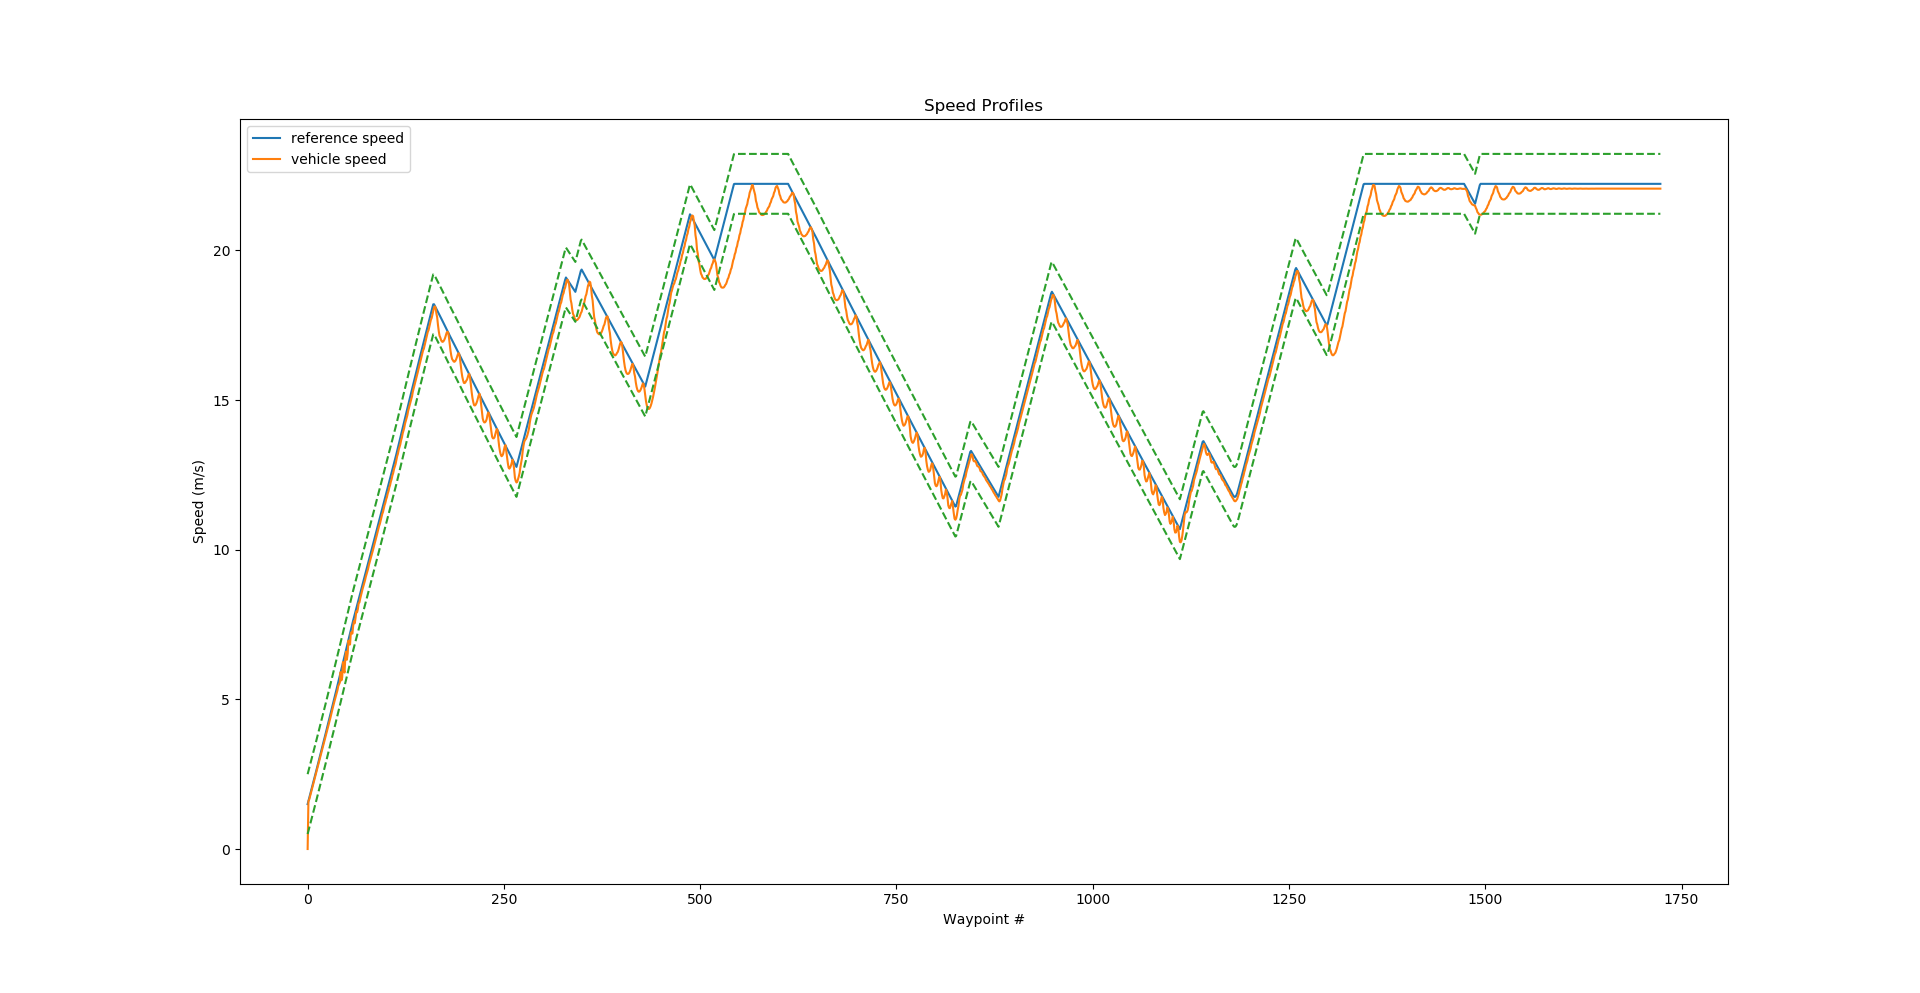 Speed Profiles
reference speed
vehicle speed
20
15
10
5
0
Speed (m/s)
0 250 500 750 1000 1250 1500 1750
Waypoint #